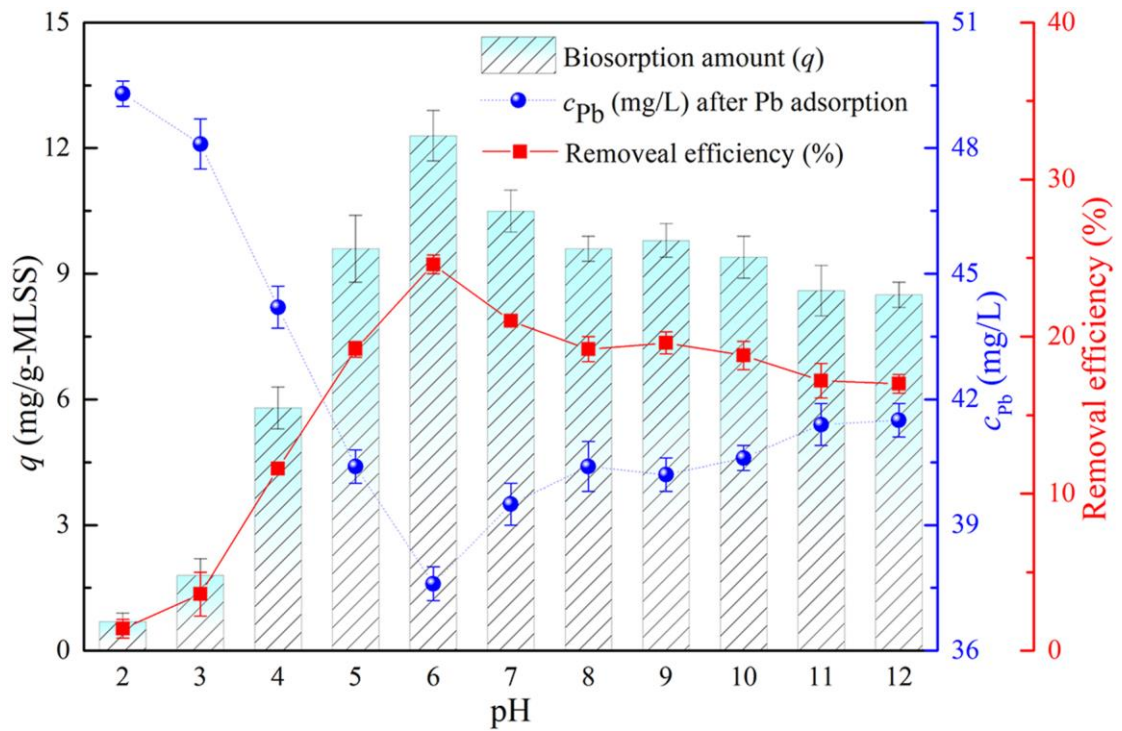 15
12
9
6
3
0
q (mg/g-MLSS)
Biosorption amount (q)
cPb (mg/L) after Pb adsorption
Removeal efficiency (%)
51
48
45
42
39
36
cPb (mg/L)
40
30
20
10
0
Removal efficiency (%)
2 3 4 5 6 7 8 9 10 11 12
pH